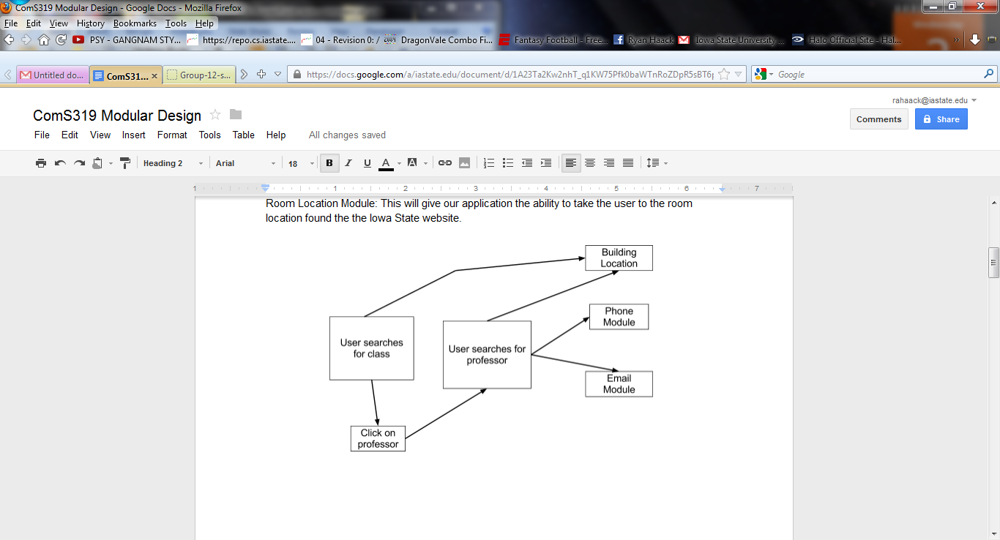 ComS319 Modular Design - Google Docs - Mozilla Firefox
File Edit View History Bookmarks Tools Help
PSY - GANGNAM STY... https://repo.cs.iastate.... 04 - Revision 0: / DragonVale Combo Fi... Fantasy Football - Free... Ryan Haack Iowa State University ... Halo Official Site - Hal...
Untitled do... ComS31... Group-12-s... https://docs.google.com/a/iastate.edu/document/d/1A23Ta2Kw2nhT_q1KW75Pfk0baWTnRoZDpR5sBT6 Google
rahaack@iastate.edu
ComS319 Modular Design
Comments Share
File Edit View Insert Format Tools Table Help All changes saved
Heading 2 Arial 18 B I U A A
1 1 2 3 4 5 6 7
Room Location Module: This will give our application the ability to take the user to the room
location found the the Iowa State website.
Building
Location
Phone
Module
User searches
for class
User searches for
professor
Email
Module
Click on
professor